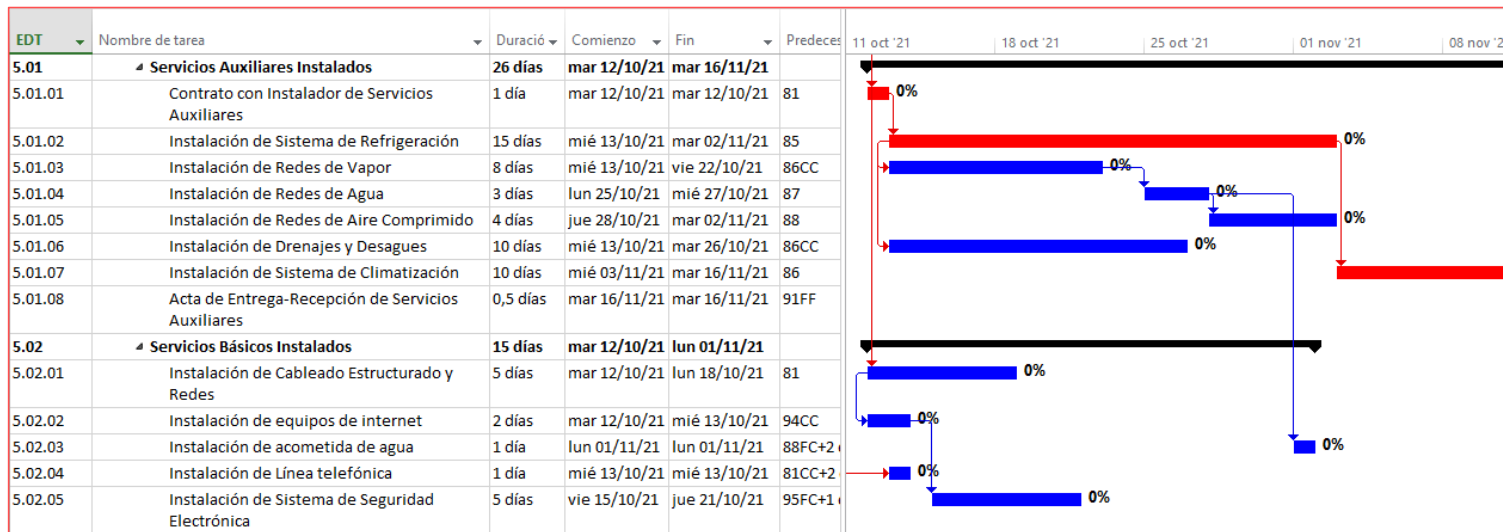 EDT Nombre de tarea Duració Comienzo Fin Predeces 11 oct '21 18 oct '21 25 oct '21 01 nov '21 08 nov '2
5.01 Servicios Auxiliares Instalados 26 días mar 12/10/21 mar 16/11/21
5.01.01 Contrato con Instalador de Servicios 1 día mar 12/10/21 mar 12/10/21 81 0%
Auxiliares
5.01.02 Instalación de Sistema de Refrigeración 15 días mié 13/10/21 mar 02/11/21 85 0%
5.01.03 Instalación de Redes de Vapor 8 días mié 13/10/21 vie 22/10/21 86CC 0%
5.01.04 Instalación de Redes de Agua 3 días lun 25/10/21 mié 27/10/21 87 0%
5.01.05 Instalación de Redes de Aire Comprimido 4 días jue 28/10/21 mar 02/11/21 88 0%
5.01.06 Instalación de Drenajes y Desagues 10 días mié 13/10/21 mar 26/10/21 86CC 0%
5.01.07 Instalación de Sistema de Climatización 10 días mié 03/11/21 mar 16/11/21 86
5.01.08 Acta de Entrega-Recepción de Servicios 0,5 días mar 16/11/21 mar 16/11/21 91FF
Auxiliares
5.02 Servicios Básicos Instalados 15 días mar 12/10/21 lun 01/11/21
5.02.01 Instalación de Cableado Estructurado y 5 días mar 12/10/21 lun 18/10/21 81 0%
Redes
5.02.02 Instalación de equipos de internet 2 días mar 12/10/21 mié 13/10/21 94CC 0%
5.02.03 Instalación de acometida de agua 1 día lun 01/11/21 lun 01/11/21 88FC+2 0%
5.02.04 Instalación de Línea telefónica 1 día mié 13/10/21 mié 13/10/21 81CC+2 0%
5.02.05 Instalación de Sistema de Seguridad 5 días vie 15/10/21 jue 21/10/21 95FC+1 0%
Electrónica